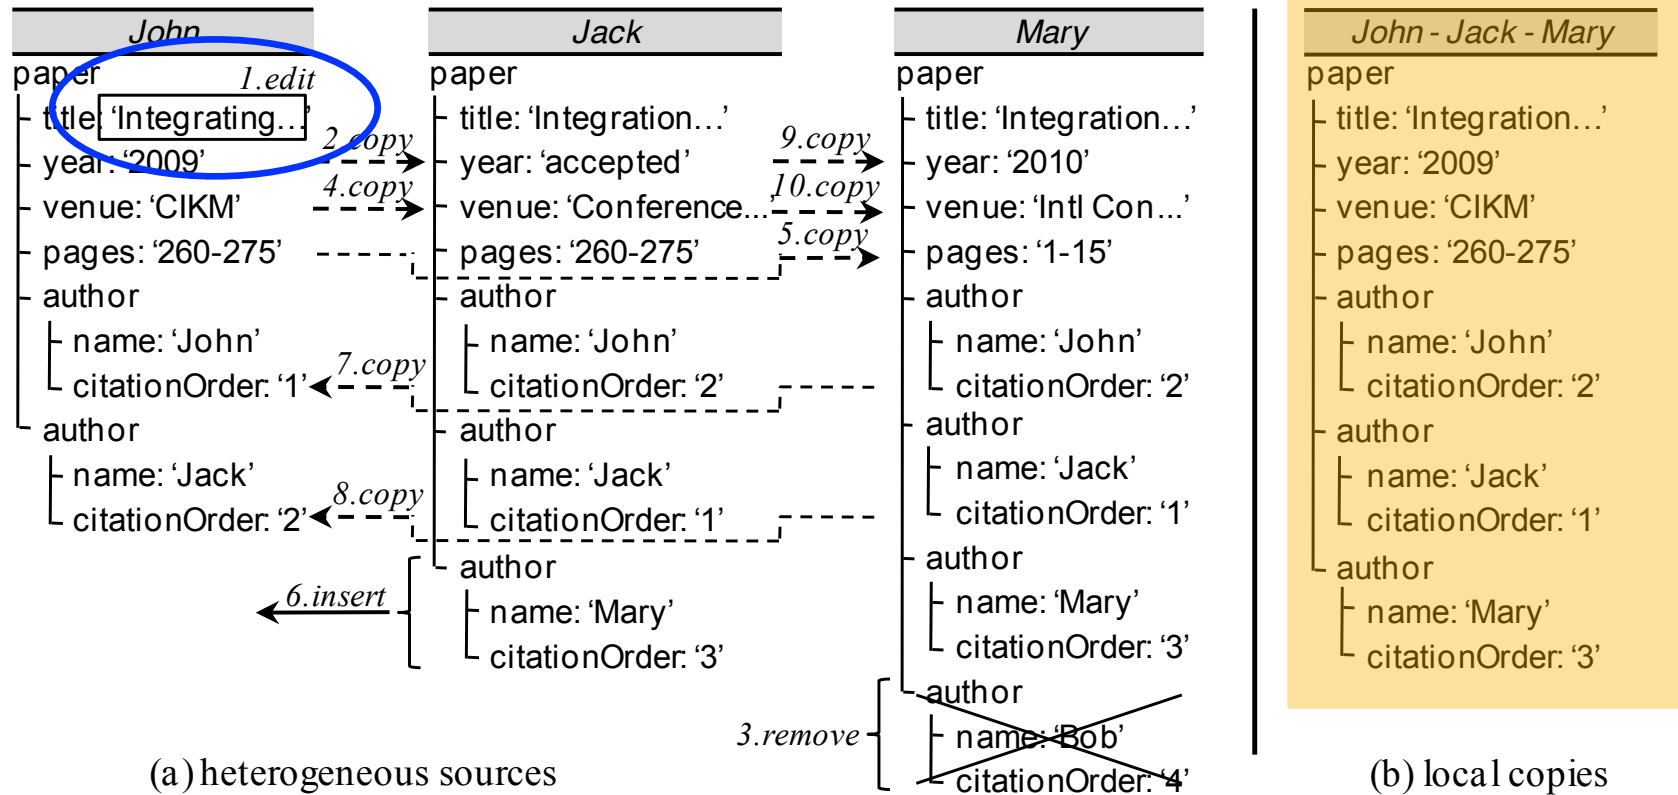 John
paper
1.edit
title: ‘Integrating...’
year: ‘2009’
venue: ‘CIKM’
pages: ‘260-275’
author
name: ‘John’
citationOrder: ‘1’
author
name: ‘Jack’
citationOrder: ‘2’
2.copy
4.copy
7.copy
8.copy
6.insert
Jack
paper
title: ‘Integration...’
year: ‘accepted’
venue: ‘Conference...’
pages: ‘260-275’
author
name: ‘John’
citationOrder: ‘2’
author
name: ‘Jack’
citationOrder: ‘1’
author
name: ‘Mary’
citationOrder: ‘3’
9.copy
10.copy
5.copy
3.remove
Mary
paper
title: ‘Integration...’
year: ‘2010’
venue: ‘Intl Con...’
pages: ‘1-15’
author
name: ‘John’
citationOrder: ‘2’
author
name: ‘Jack’
citationOrder: ‘1’
author
name: ‘Mary’
citationOrder: ‘3’
author
name: ‘Bob’
citationOrder: ‘4’
(a) heterogeneous sources
John - Jack - Mary
paper
title: ‘Integration...’
year: ‘2009’
venue: ‘CIKM’
pages: ‘260-275’
author
name: ‘John’
citationOrder: ‘2’
author
name: ‘Jack’
citationOrder: ‘1’
author
name: ‘Mary’
citationOrder: ‘3’
(b) local copies